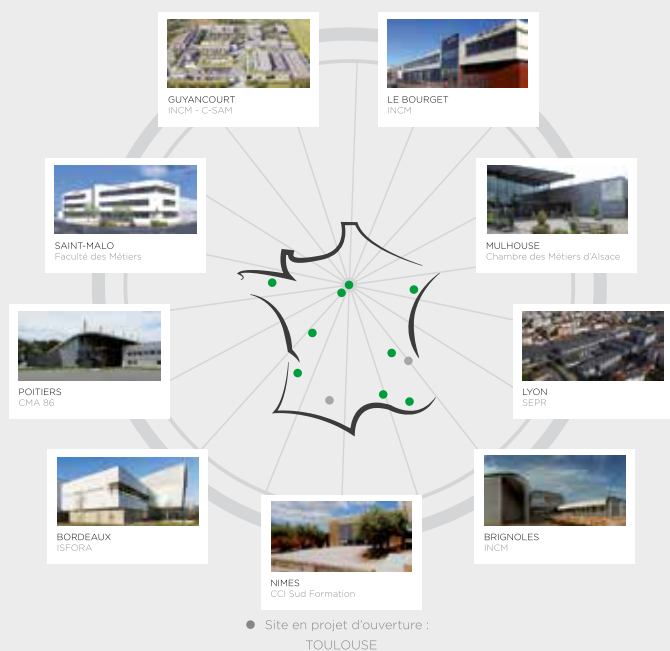 GUYANCOURT
INCM - C-SAM
LE BOURGET
INCM
SAINT-MALO
Faculté des Métiers
MULHOUSE
Chambre des Métiers d'Alsace
POITIERS
CMA 86
LYON
SEPR
BORDEAUX
ISFORA
BRIGNOLES
INCM
NIMES
CCI Sud Formation
Site en projet d'ouverture :
TOULOUSE